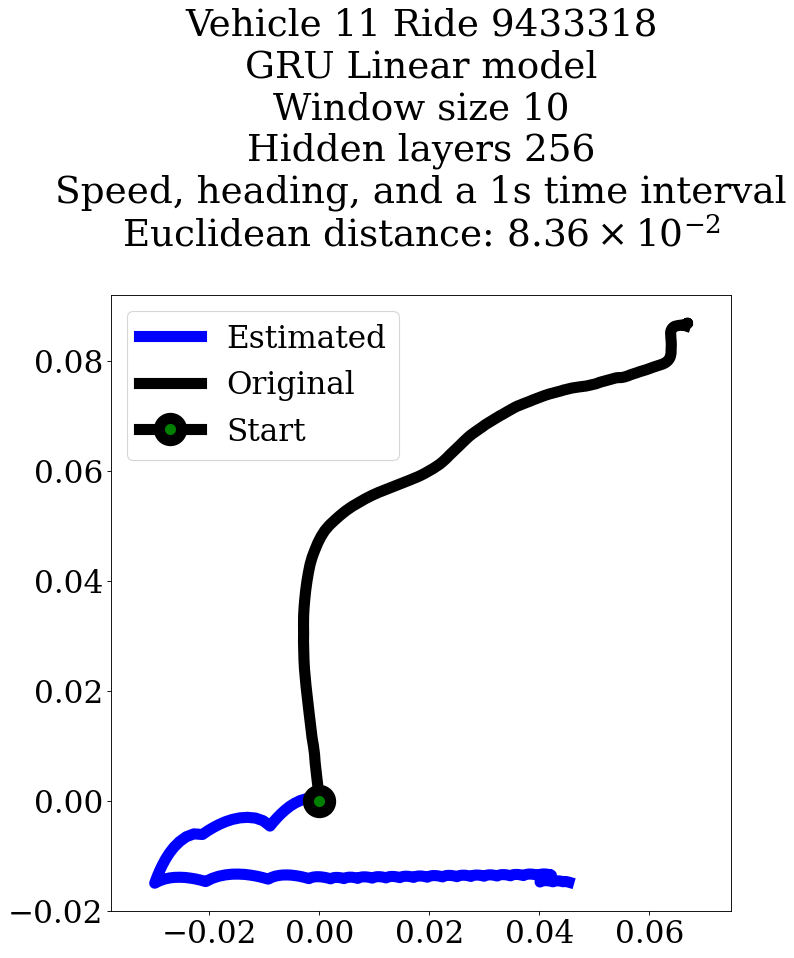 Vehicle 11 Ride 9433318
GRU Linear model
Window size 10
Hidden layers 256
Speed, heading, and a 1s time interval
Euclidean distance: 8.36 × 10⁻²
Estimated
Original
Start
0.08
0.06
0.04
0.02
0.00
−0.02
−0.02 0.00 0.02 0.04 0.06